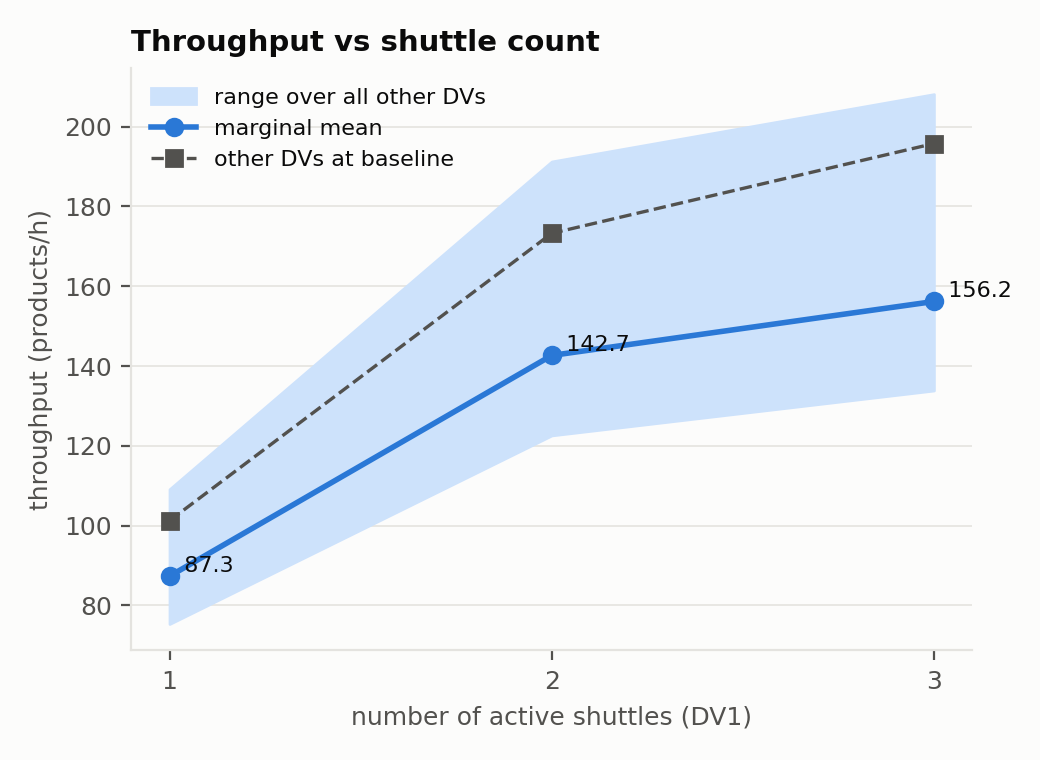 Throughput vs shuttle count
range over all other DVs
marginal mean
other DVs at baseline
throughput (products/h)
200
180
160
140
120
100
80
156.2
142.7
87.3
1
2
3
number of active shuttles (DV1)